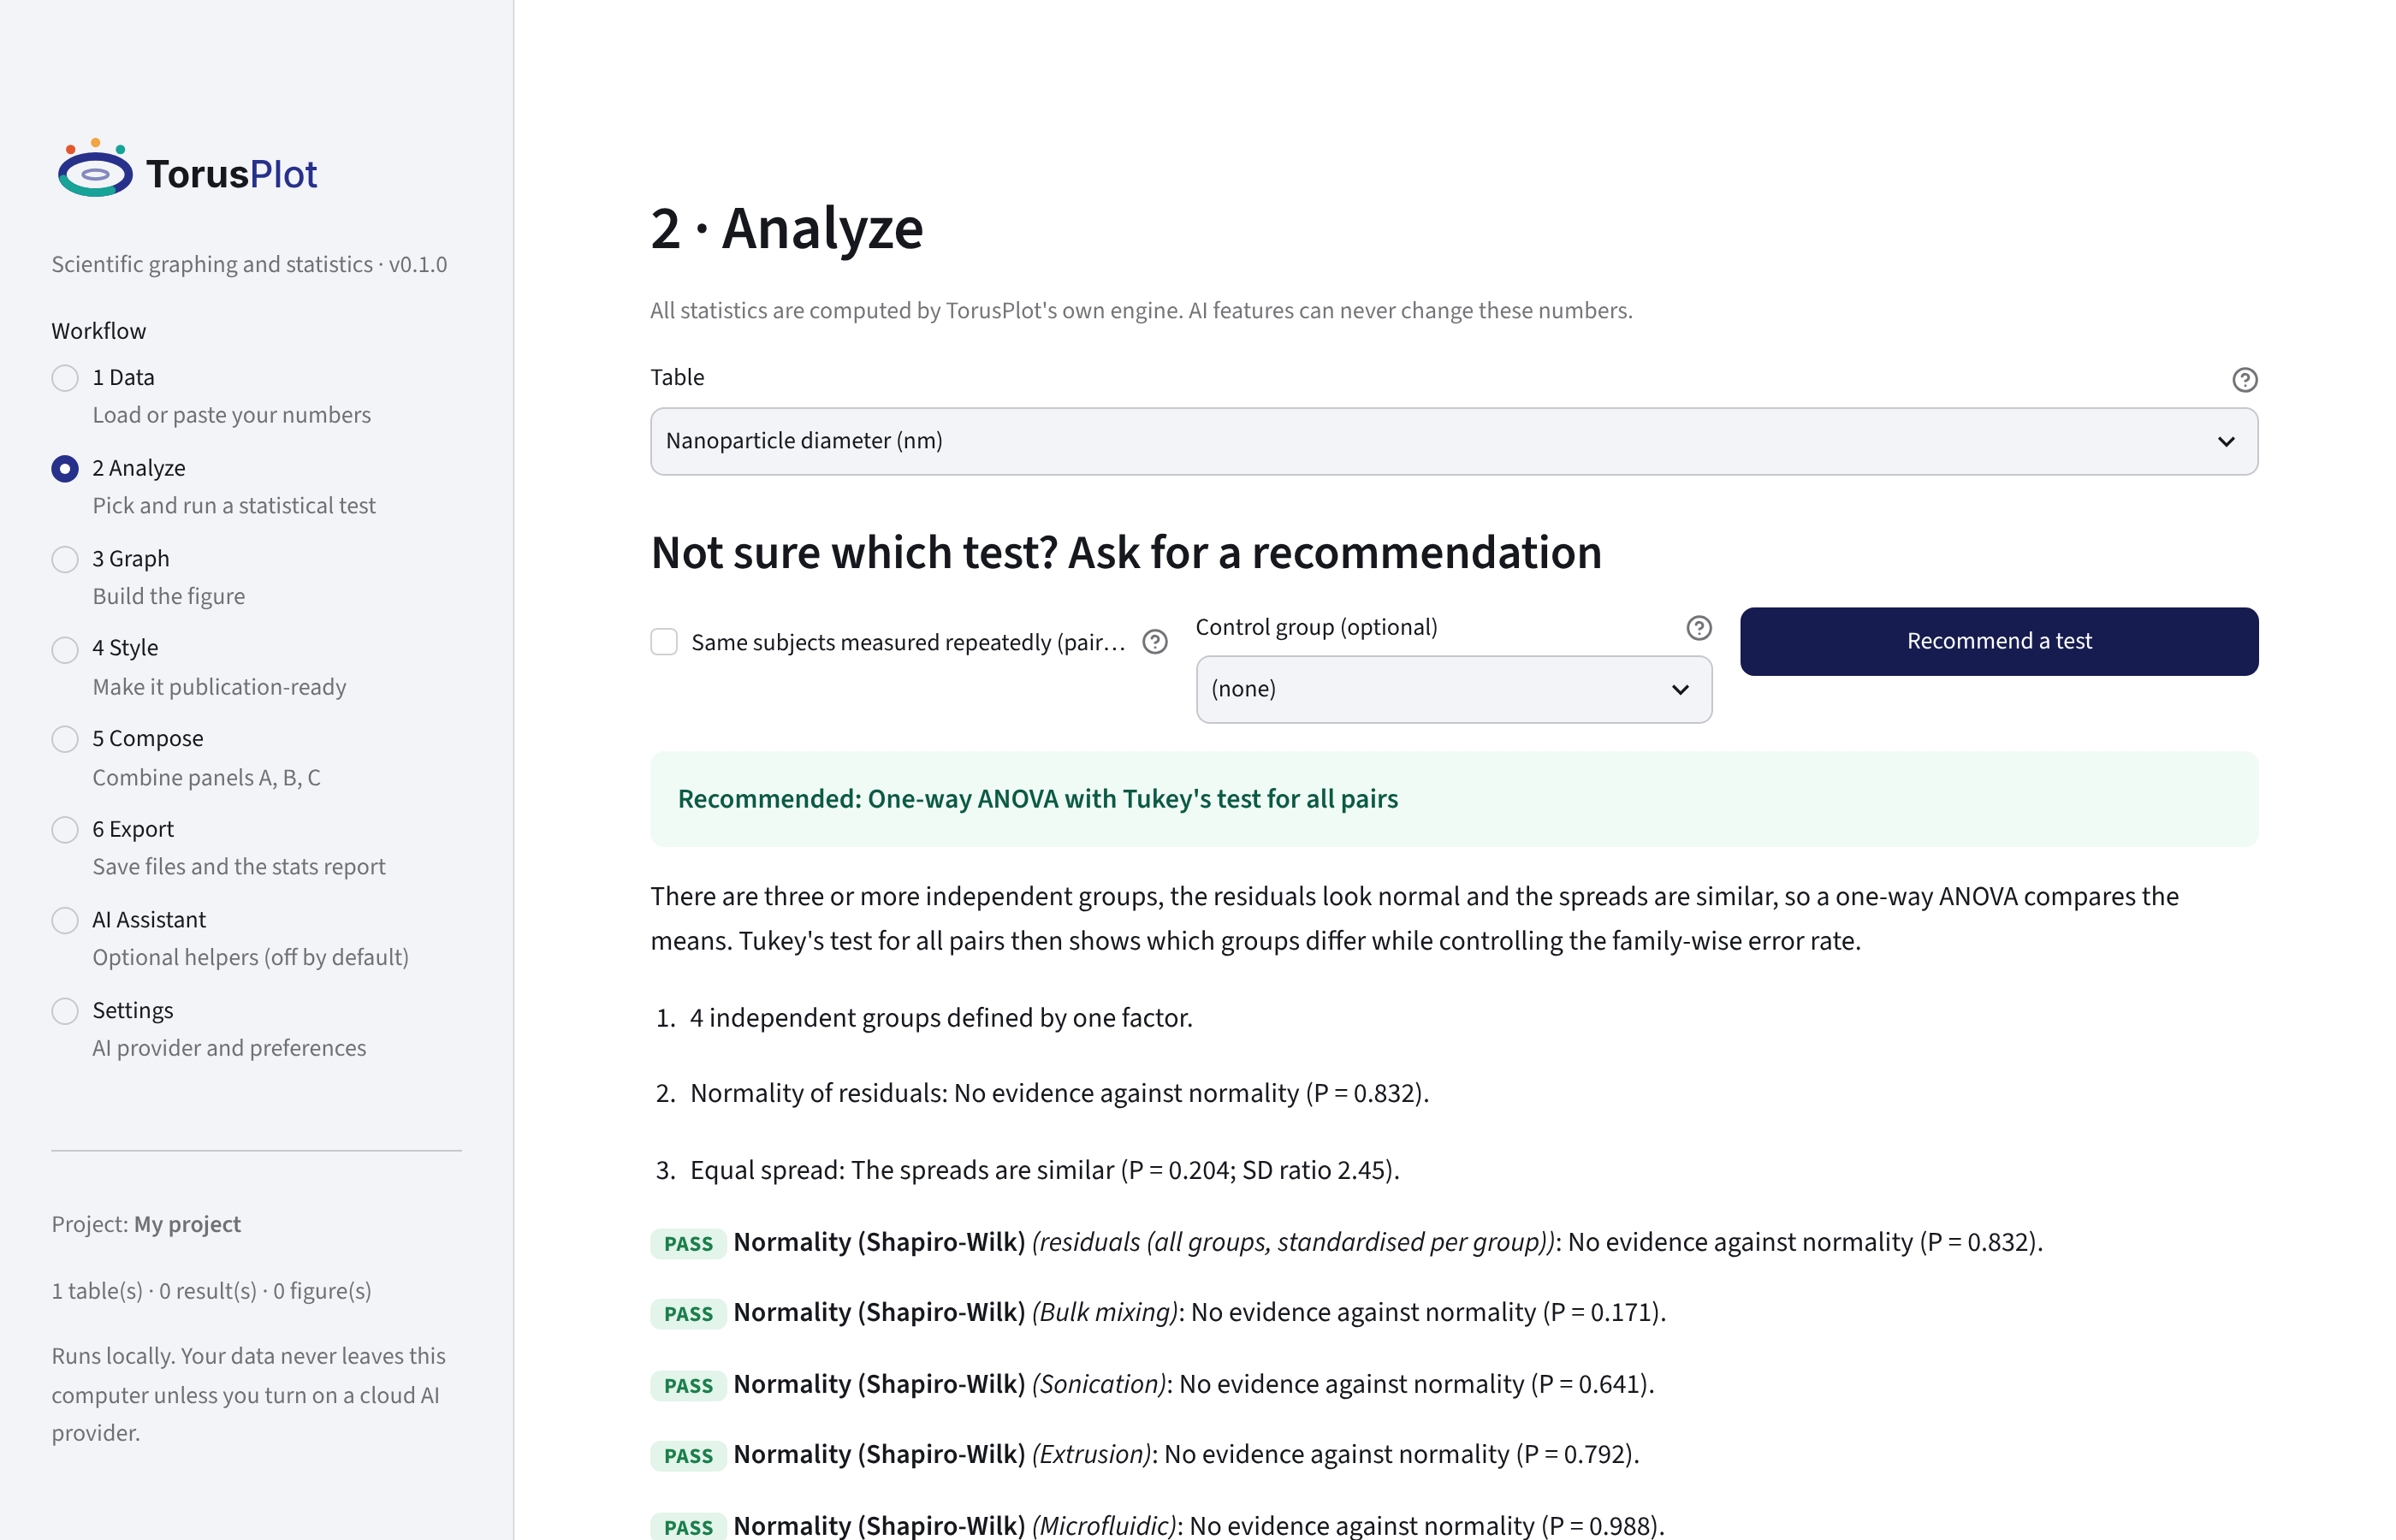 TorusPlot
Scientific graphing and statistics · v0.1.0
Workflow
1 Data
Load or paste your numbers
2 Analyze
Pick and run a statistical test
3 Graph
Build the figure
4 Style
Make it publication-ready
5 Compose
Combine panels A, B, C
6 Export
Save files and the stats report
AI Assistant
Optional helpers (off by default)
Settings
AI provider and preferences
Project: My project
1 table(s) · 0 result(s) · 0 figure(s)
Runs locally. Your data never leaves this
computer unless you turn on a cloud AI
provider.
2 · Analyze
All statistics are computed by TorusPlot's own engine. AI features can never change these numbers.
Table
Nanoparticle diameter (nm)
Not sure which test? Ask for a recommendation
Same subjects measured repeatedly (pair…
Control group (optional)
(none)
Recommend a test
Recommended: One-way ANOVA with Tukey's test for all pairs
There are three or more independent groups, the residuals look normal and the spreads are similar, so a one-way ANOVA compares the
means. Tukey's test for all pairs then shows which groups differ while controlling the family-wise error rate.
1. 4 independent groups defined by one factor.
2. Normality of residuals: No evidence against normality (P = 0.832).
3. Equal spread: The spreads are similar (P = 0.204; SD ratio 2.45).
PASS Normality (Shapiro-Wilk) (residuals (all groups, standardised per group)): No evidence against normality (P = 0.832).
PASS Normality (Shapiro-Wilk) (Bulk mixing): No evidence against normality (P = 0.171).
PASS Normality (Shapiro-Wilk) (Sonication): No evidence against normality (P = 0.641).
PASS Normality (Shapiro-Wilk) (Extrusion): No evidence against normality (P = 0.792).
PASS Normality (Shapiro-Wilk) (Microfluidic): No evidence against normality (P = 0.988).